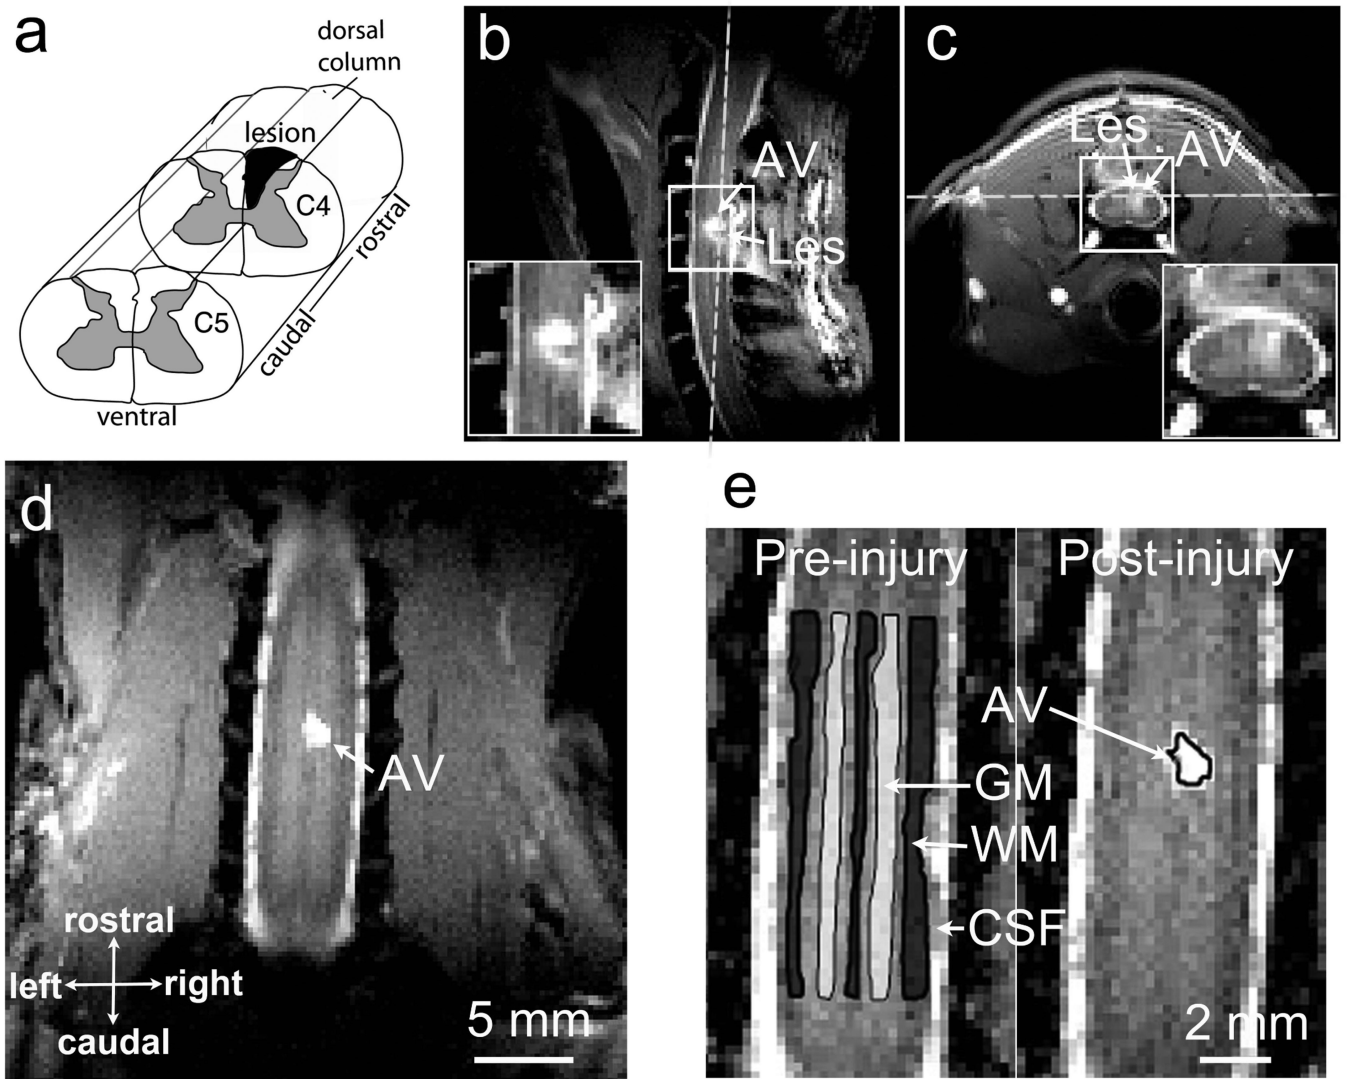 a
dorsal
column
lesion
C4
rostral
C5
caudal
ventral
b
AV
Les
c
Les.
AV
d
AV
rostral
left
right
caudal
5 mm
e
Pre-injury
Post-injury
AV
GM
WM
CSF
2 mm